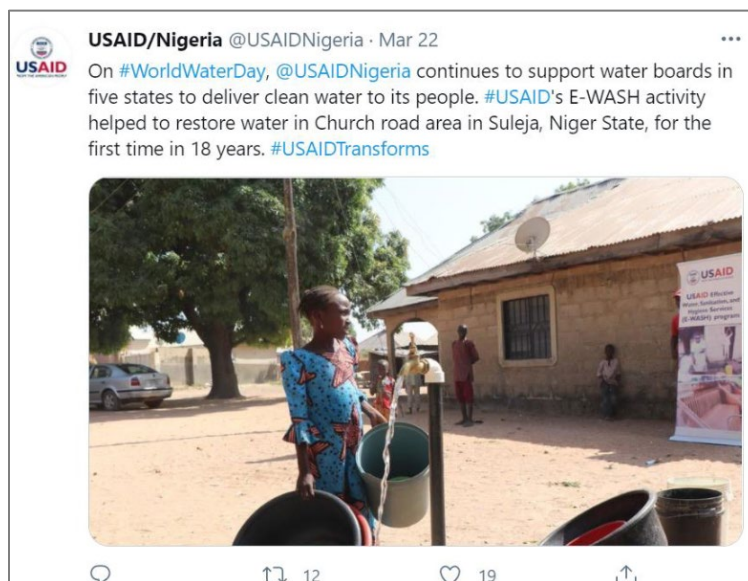 USAID/Nigeria @USAIDNigeria · Mar 22
USAID
On #WorldWaterDay, @USAIDNigeria continues to support water boards in
five states to deliver clean water to its people. #USAID's E-WASH activity
helped to restore water in Church road area in Suleja, Niger State, for the
first time in 18 years. #USAIDTransforms
USAID
USAID Effective
Water, Sanitation, and
Hygiene Services
(E-WASH) program
12
19